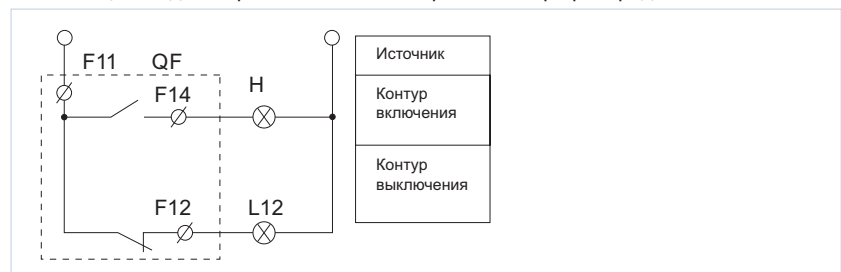 F11 QF
F14
H
F12
L12
Источник
Контур
включения
Контур
выключения